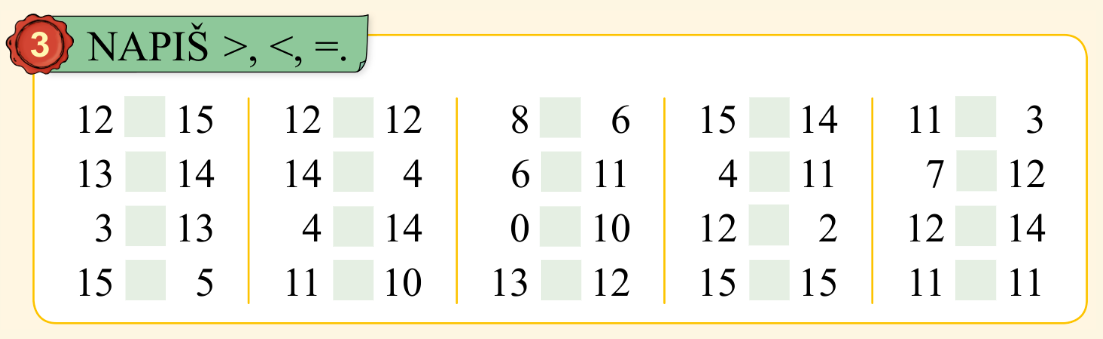 3 NAPIŠ >, <, =.
12 15 12 12 8 6 15 14 11 3
13 14 14 4 6 11 4 11 7 12
3 13 4 14 0 10 12 2 12 14
15 5 11 10 13 12 15 15 11 11